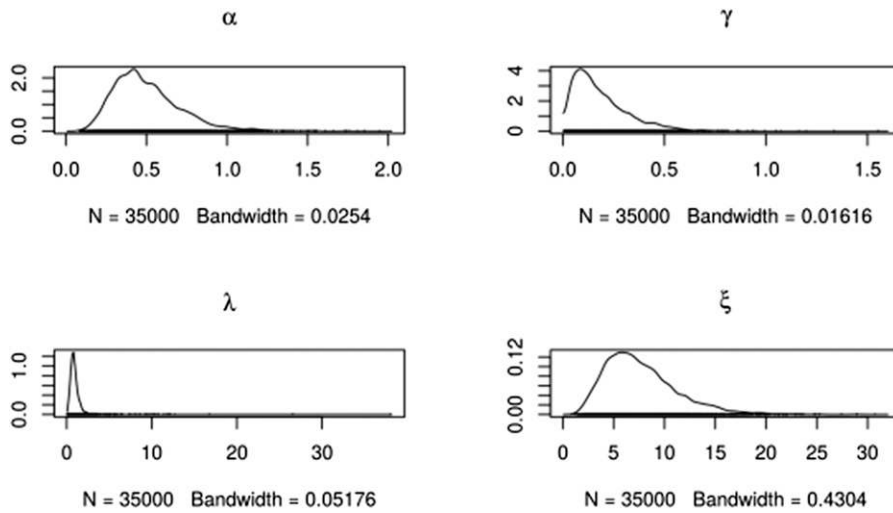 α
2.0
0.0
0.0 0.5 1.0 1.5 2.0
N = 35000 Bandwidth = 0.0254
γ
4
2
0
0.0 0.5 1.0 1.5
N = 35000 Bandwidth = 0.01616
λ
1.0
0.0
0 10 20 30
N = 35000 Bandwidth = 0.05176
ξ
0.12
0.00
0 5 10 15 20 25 30
N = 35000 Bandwidth = 0.4304